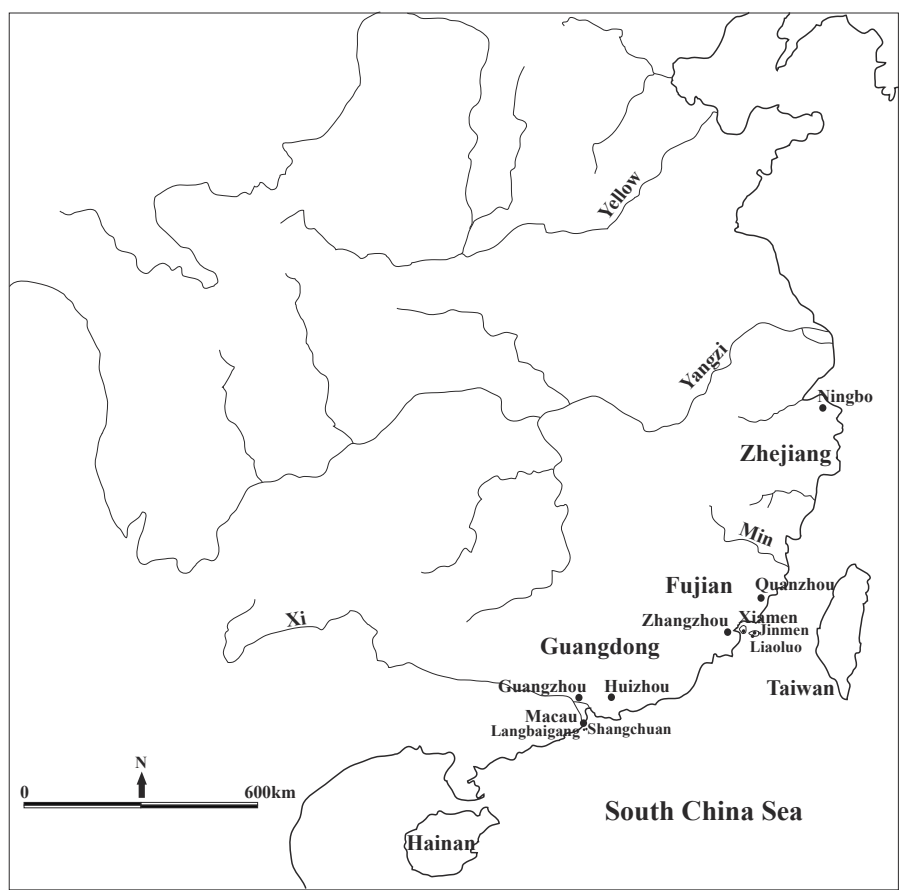 Yellow
Yangzi
Ningbo
Zhejiang
Min
Fujian
Quanzhou
Xi
Zhangzhou
Xiamen
Jinmen
Liaoluo
Guangdong
Taiwan
Guangzhou
Huizhou
Macau
Langbaigang
Shangchuan
N
0
600km
South China Sea
Hainan